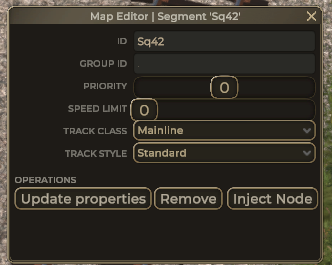 Map Editor | Segment 'Sq42'
ID Sq42
GROUP ID
PRIORITY 0
SPEED LIMIT 0
TRACK CLASS Mainline
TRACK STYLE Standard
OPERATIONS
Update properties Remove Inject Node